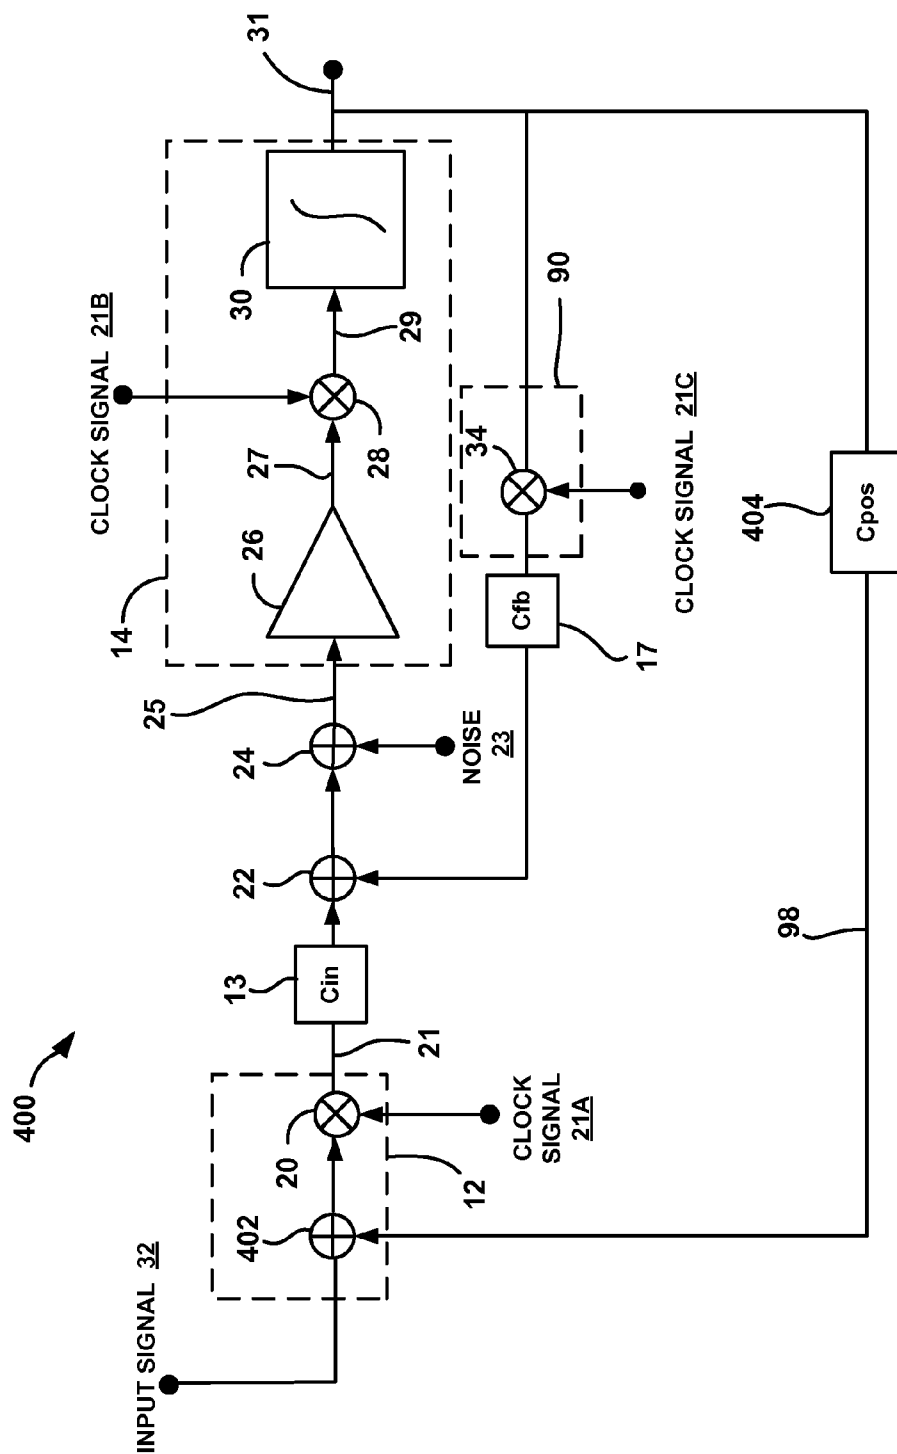 400
INPUT SIGNAL 32
402
20
12
CLOCK
SIGNAL
21A
21
13
Cin
22
24
NOISE
23
25
14
26
27
28
CLOCK SIGNAL 21B
29
30
31
Cfb
17
34
90
CLOCK SIGNAL 21C
98
Cpos
404